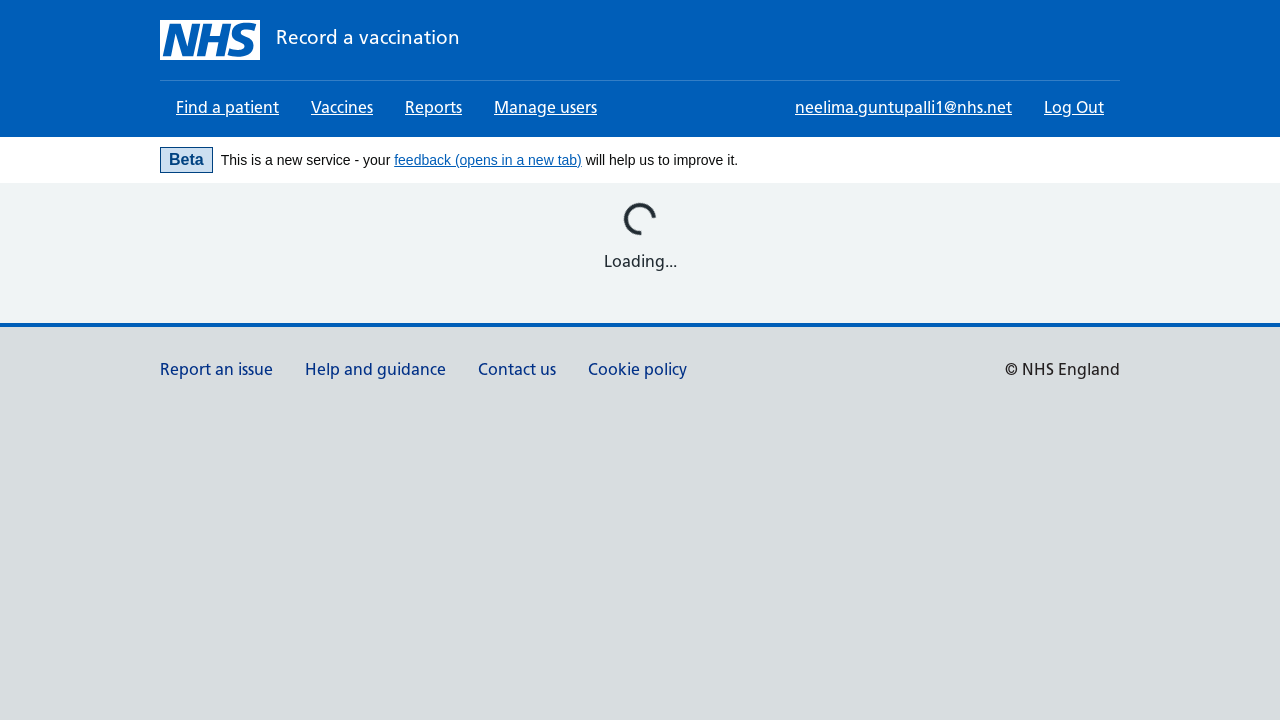 NHS Record a vaccination
Find a patient Vaccines Reports Manage users neelima.guntupalli1@nhs.net Log Out
Beta This is a new service - your feedback (opens in a new tab) will help us to improve it.
Loading...
Report an issue Help and guidance Contact us Cookie policy © NHS England